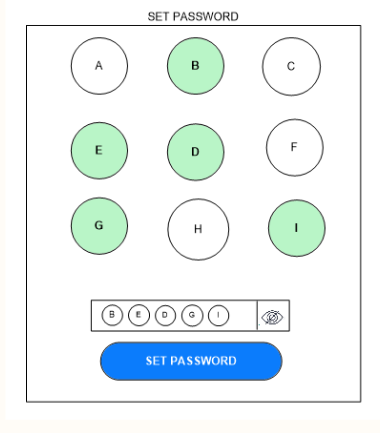 SET PASSWORD
A B C
E D F
G H I
B E D G I
SET PASSWORD